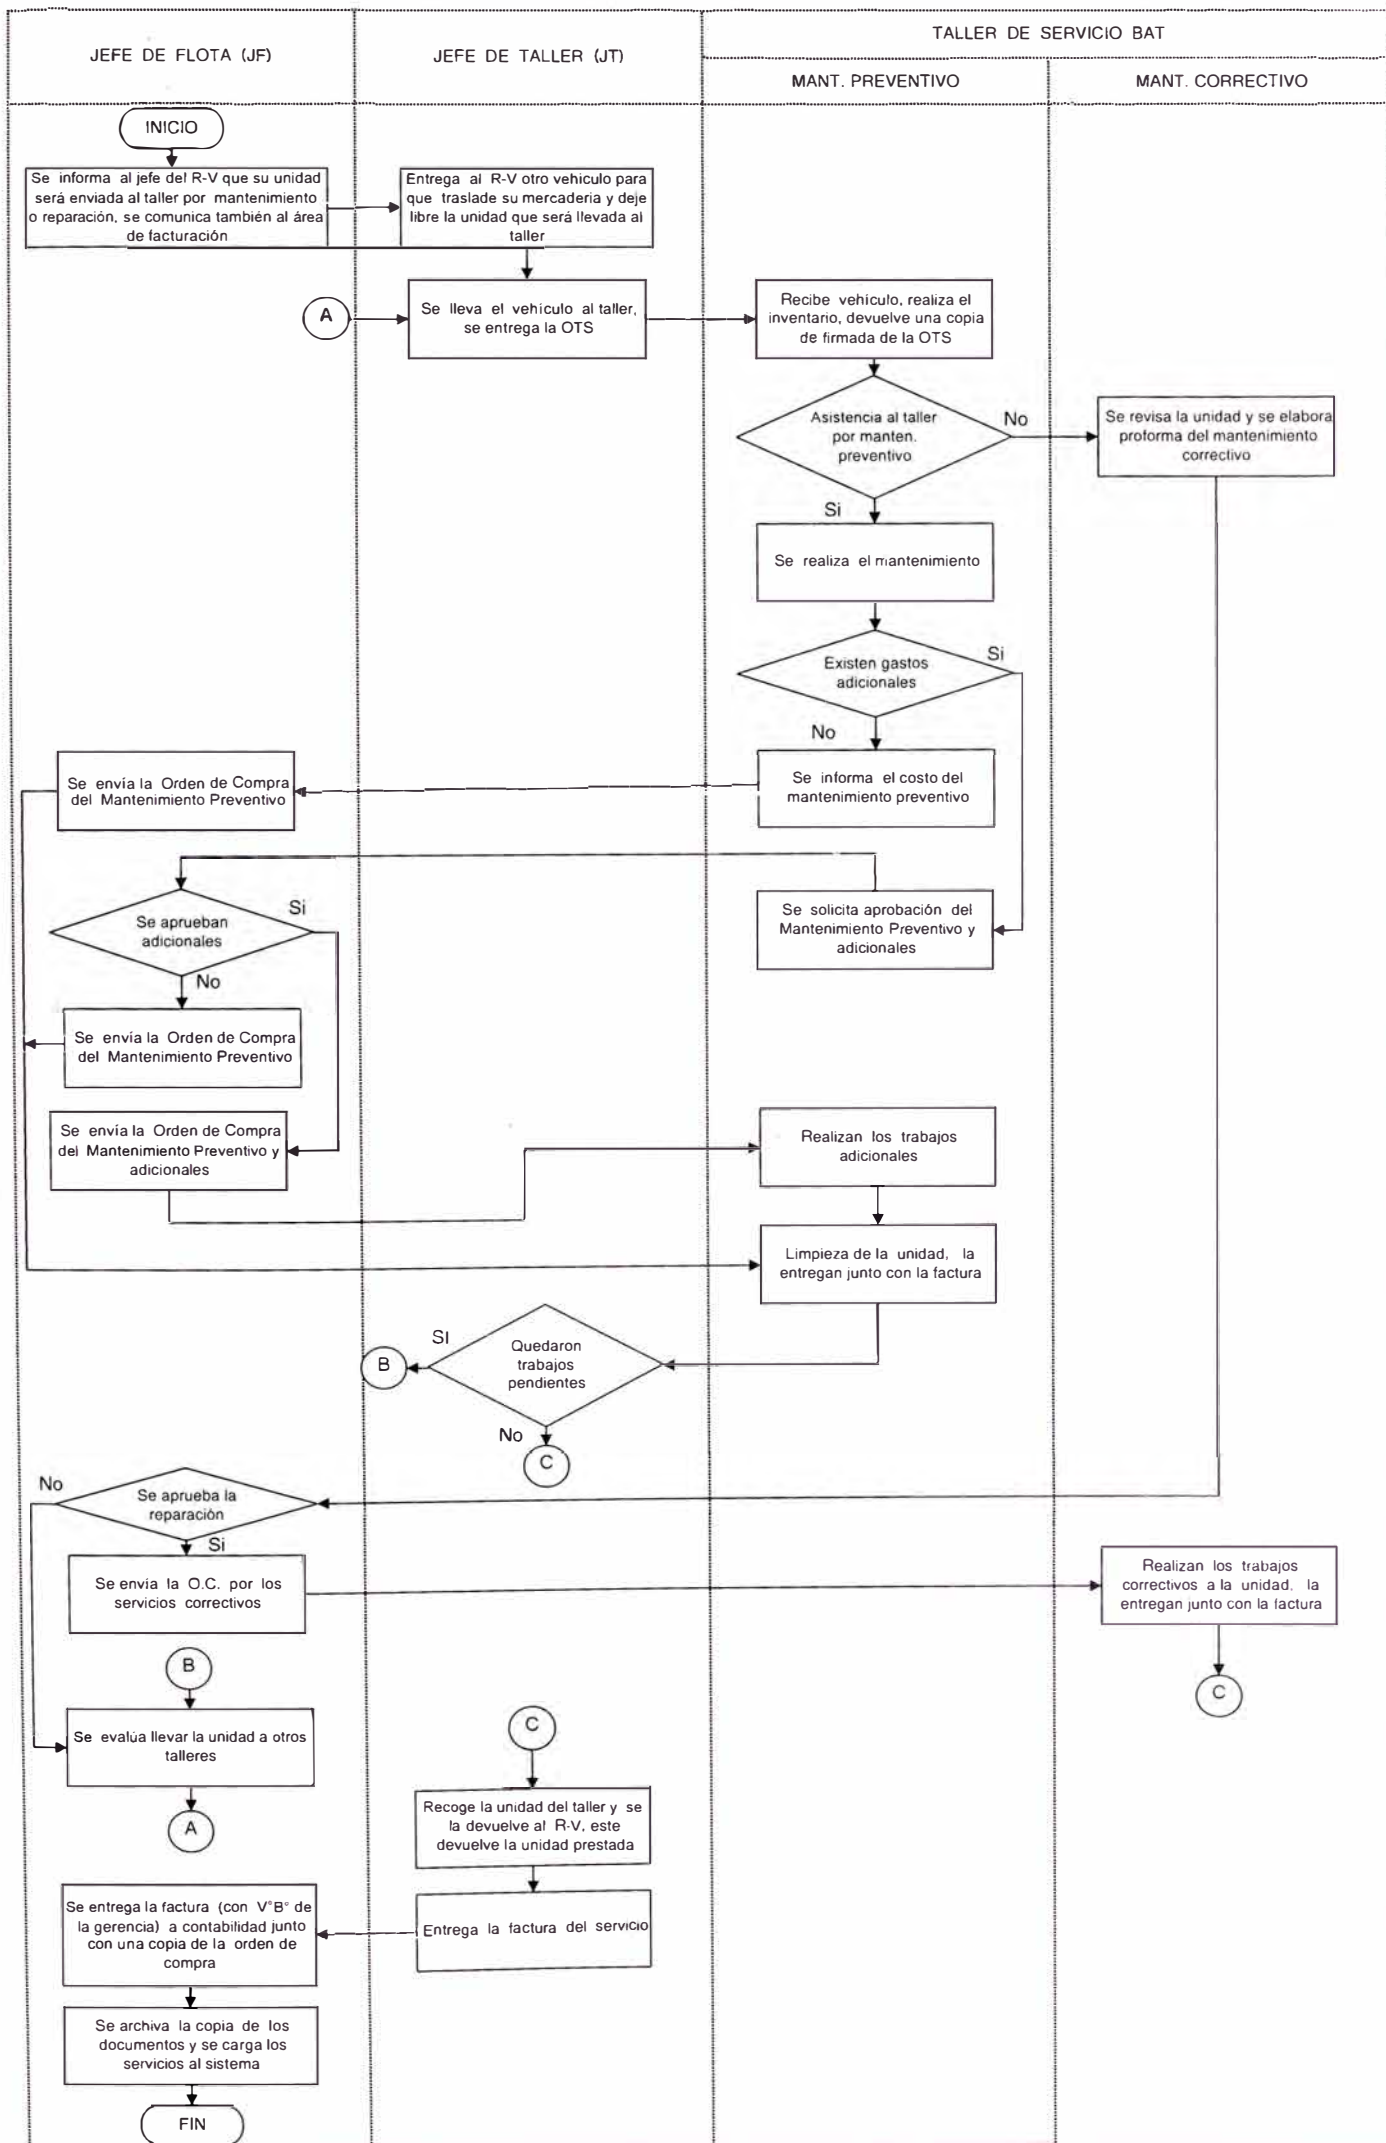 JEFE DE FLOTA (JF)
JEFE DE TALLER (JT)
TALLER DE SERVICIO BAT
MANT. PREVENTIVO
MANT. CORRECTIVO
INICIO
Se informa al jefe del R-V que su unidad
será enviada al taller por mantenimiento
o reparación, se comunica también al área
de facturación
Entrega al R-V otro vehiculo para
que traslade su mercaderia y deje
libre la unidad que será llevada al
taller
A
Se lleva el vehiculo al taller,
se entrega la OTS
Recibe vehículo, realiza el
inventario, devuelve una copia
de firmada de la OTS
Asistencia al taller
por manten.
preventivo
No
Se revisa la unidad y se elabora
proforma del mantenimiento
correctivo
Si
Se realiza el mantenimiento
Existen gastos
adicionales
Si
No
Se informa el costo del
mantenimiento preventivo
Se envía la Orden de Compra
del Mantenimiento Preventivo
Se aprueban
adicionales
Si
Se solicita aprobación del
Mantenimiento Preventivo y
adicionales
No
Se envía la Orden de Compra
del Mantenimiento Preventivo
Se envía la Orden de Compra
del Mantenimiento Preventivo y
adicionales
Realizan los trabajos
adicionales
Limpieza de la unidad, la
entregan junto con la factura
SI
Quedaron
trabajos
pendientes
B
No
C
No
Se aprueba la
reparación
Si
Se envia la O.C. por los
servicios correctivos
Realizan los trabajos
correctivos a la unidad, la
entregan junto con la factura
B
C
C
Se evalúa llevar la unidad a otros
talleres
A
Recoge la unidad del taller y se
la devuelve al R-V, este
devuelve la unidad prestada
Se entrega la factura (con V°B° de
la gerencia) a contabilidad junto
con una copia de la orden de
compra
Entrega la factura del servicio
Se archiva la copia de los
documentos y se carga los
servicios al sistema
FIN